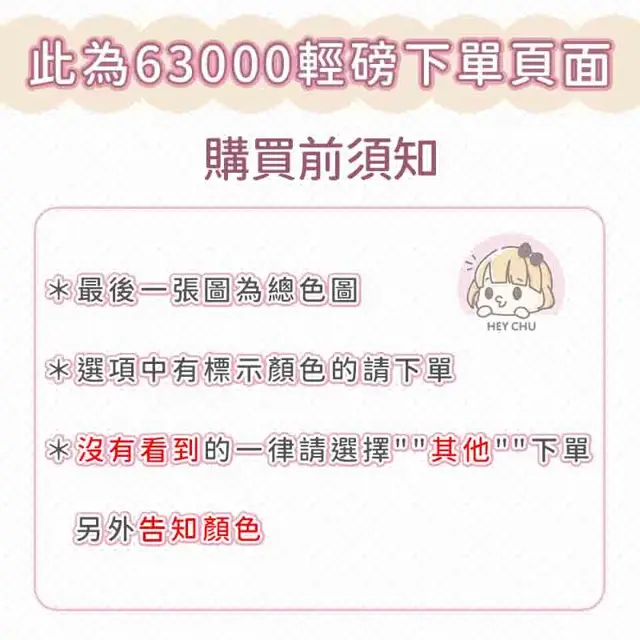 此為63000輕磅下單頁面
購買前須知
HEY CHU
＊最後一張圖為總色圖
＊選項中有標示顏色的請下單
＊沒有看到的一律請選擇""其他""下單
另外告知顏色